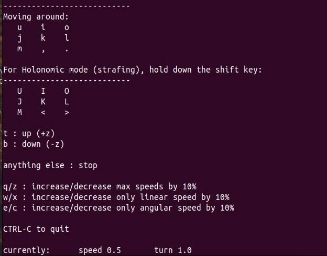 ---------------------------
Moving around:
   u    i    o
   j    k    l
   m    ,    .

For Holonomic mode (strafing), hold down the shift key:
---------------------------
   U    I    O
   J    K    L
   M    <    >

t : up (+z)
b : down (-z)

anything else : stop

q/z : increase/decrease max speeds by 10%
w/x : increase/decrease only linear speed by 10%
e/c : increase/decrease only angular speed by 10%

CTRL-C to quit

currently:      speed 0.5       turn 1.0